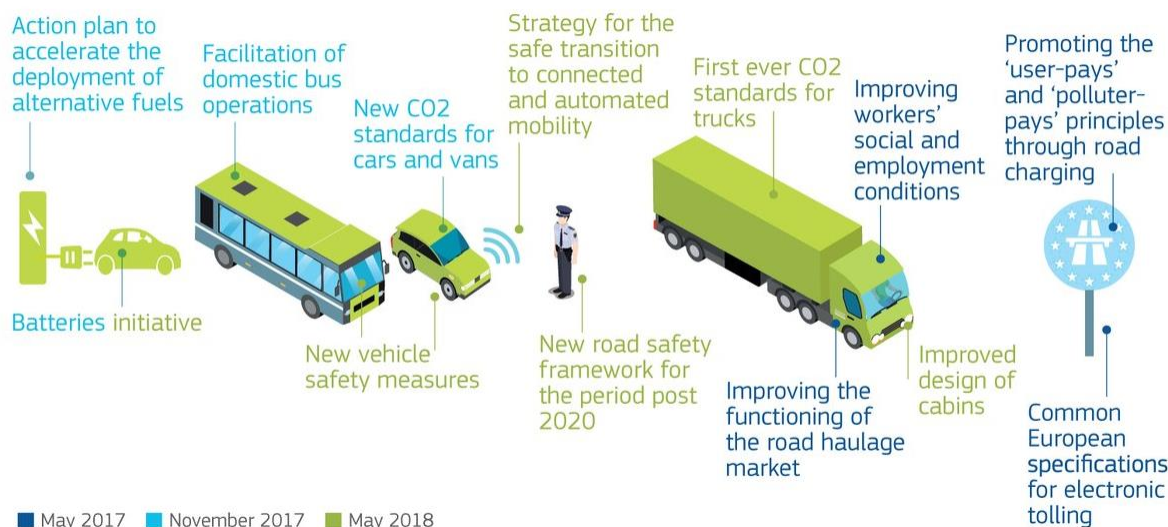 Action plan to
accelerate the
deployment of
alternative fuels
Facilitation of
domestic bus
operations
New CO2
standards for
cars and vans
Strategy for the
safe transition
to connected
and automated
mobility
First ever CO2
standards for
trucks
Improving
workers'
social and
employment
conditions
Promoting the
'user-pays'
and 'polluter-
pays' principles
through road
charging
Batteries initiative
New vehicle
safety measures
New road safety
framework for
the period post
2020
Improving the
functioning of
the road haulage
market
Improved
design of
cabins
Common
European
specifications
for electronic
tolling
May 2017 November 2017 May 2018